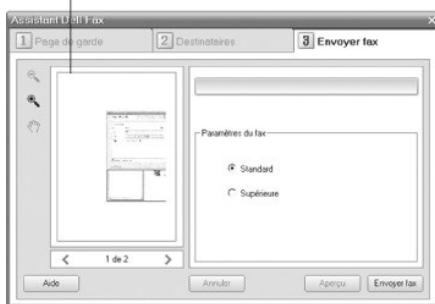 Assistant Dell Fax
1 Page de garde
2 Destinataires
3 Envoyer fax
Paramètres du fax
Standard
Supérieure
1 de 2
Aide
Annuler
Aperçu
Envoyer fax